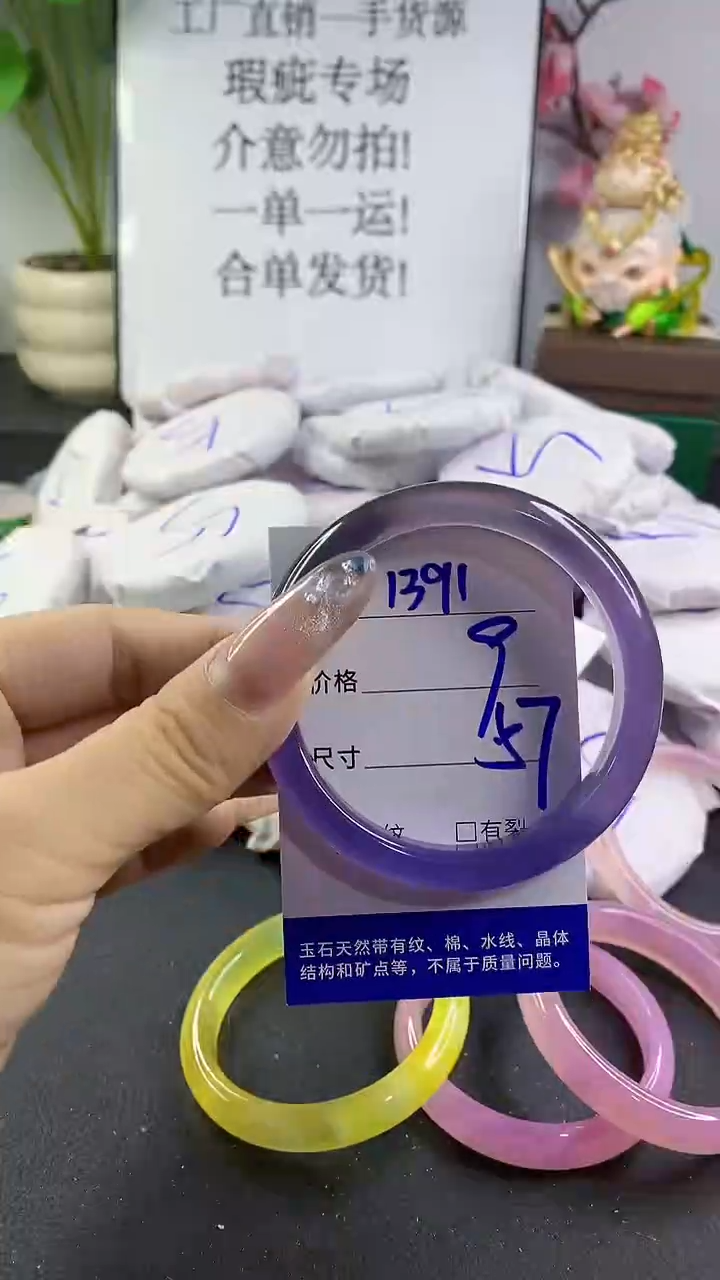 工厂直销一手货源
瑕疵专场
介意勿拍!
一单一运!
合单发货!
1391
价格 9
尺寸 57
纹 □有裂
玉石天然带有纹、棉、水线、晶体
结构和矿点等，不属于质量问题。